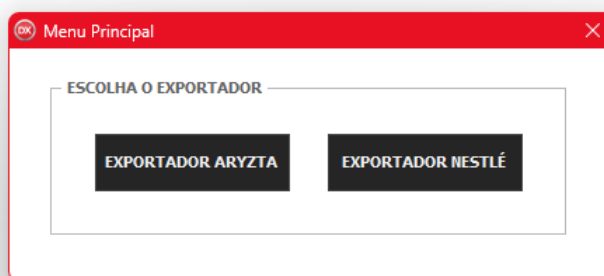 DX Menu Principal
ESCOLHA O EXPORTADOR
EXPORTADOR ARYZTA EXPORTADOR NESTLÉ